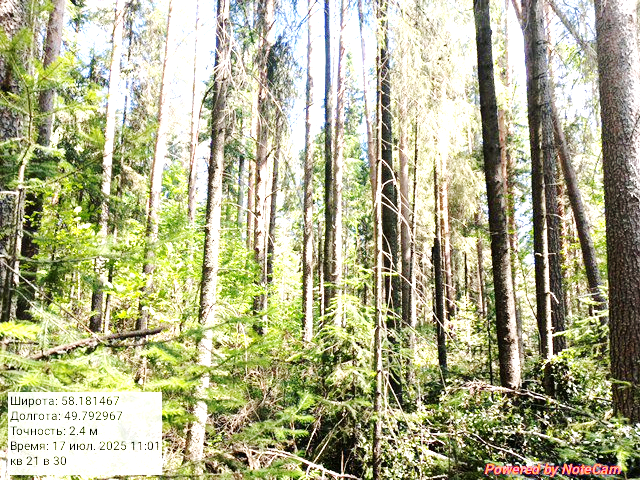 Широта: 58.181467
Долгота: 49.792967
Точность: 2.4 м
Время: 17 июл. 2025 11:01
кв 21 в 30
Powered by NoteCam